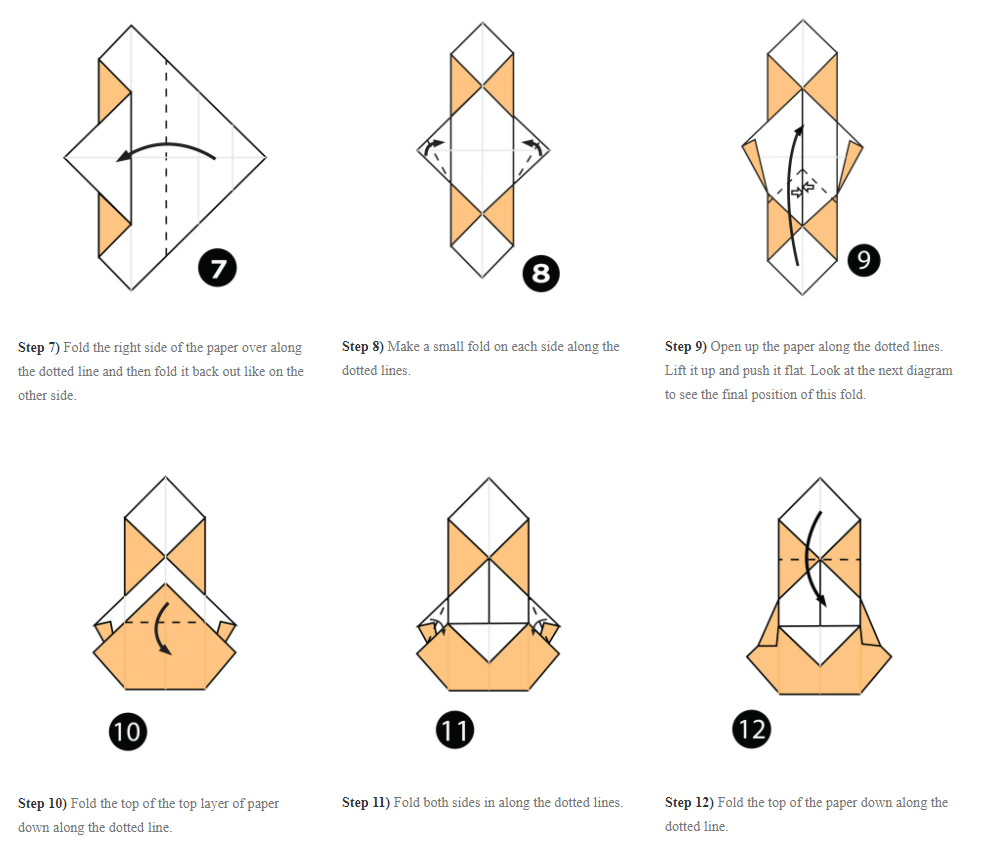 7
8
9
Step 7) Fold the right side of the paper over along
the dotted line and then fold it back out like on the
other side.
Step 8) Make a small fold on each side along the
dotted lines.
Step 9) Open up the paper along the dotted lines.
Lift it up and push it flat. Look at the next diagram
to see the final position of this fold.
10
11
12
Step 10) Fold the top of the top layer of paper
down along the dotted line.
Step 11) Fold both sides in along the dotted lines.
Step 12) Fold the top of the paper down along the
dotted line.